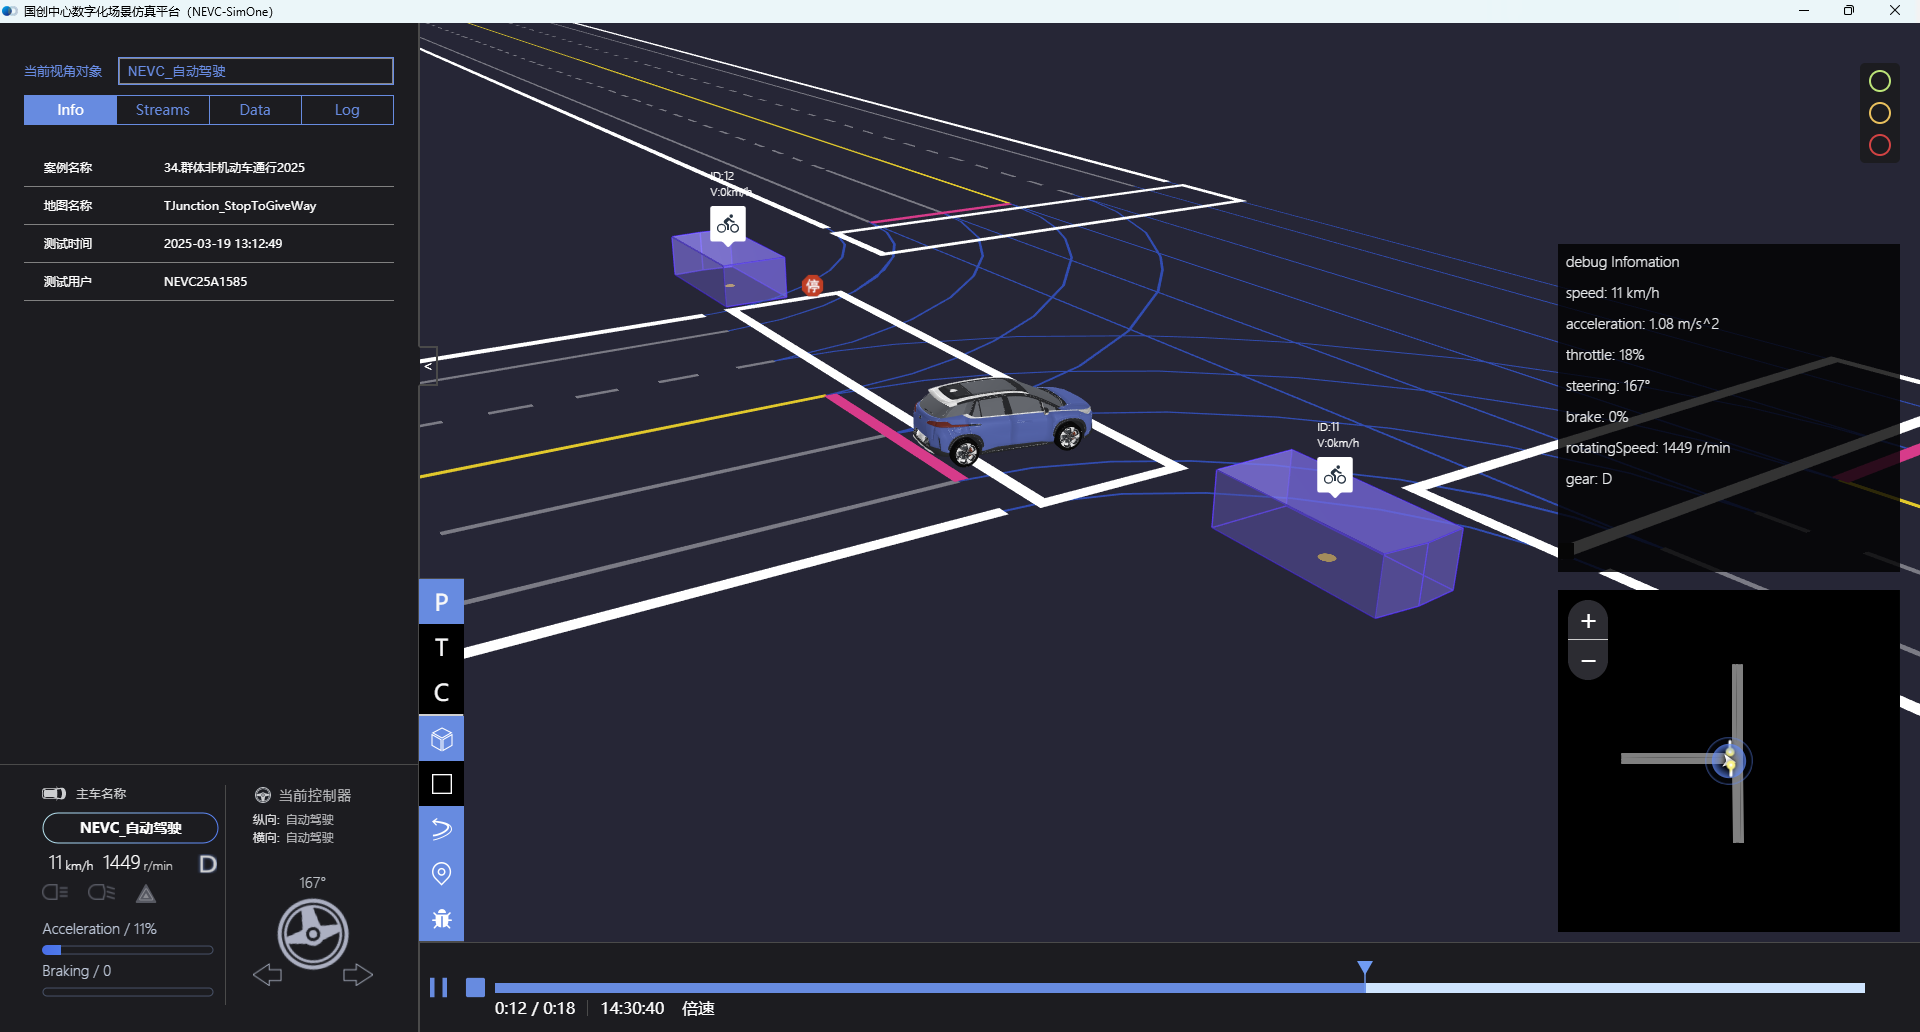 国创中心数字化场景仿真平台（NEVC-SimOne）
当前视角对象
NEVC_自动驾驶
Info
Streams
Data
Log
案例名称 34.群体非机动车通行2025
地图名称 TJunction_StopToGiveWay
测试时间 2025-03-19 13:12:49
测试用户 NEVC25A1585
ID:12
V:0km/h
停
ID:11
V:0km/h
<
debug Infomation
speed: 11 km/h
acceleration: 1.08 m/s^2
throttle: 18%
steering: 167°
brake: 0%
rotatingSpeed: 1449 r/min
gear: D
P
T
C
+
−
主车名称
NEVC_自动驾驶
11 km/h 1449 r/min D
Acceleration / 11%
Braking / 0
当前控制器
纵向: 自动驾驶
横向: 自动驾驶
167°
0:12 / 0:18 14:30:40 倍速